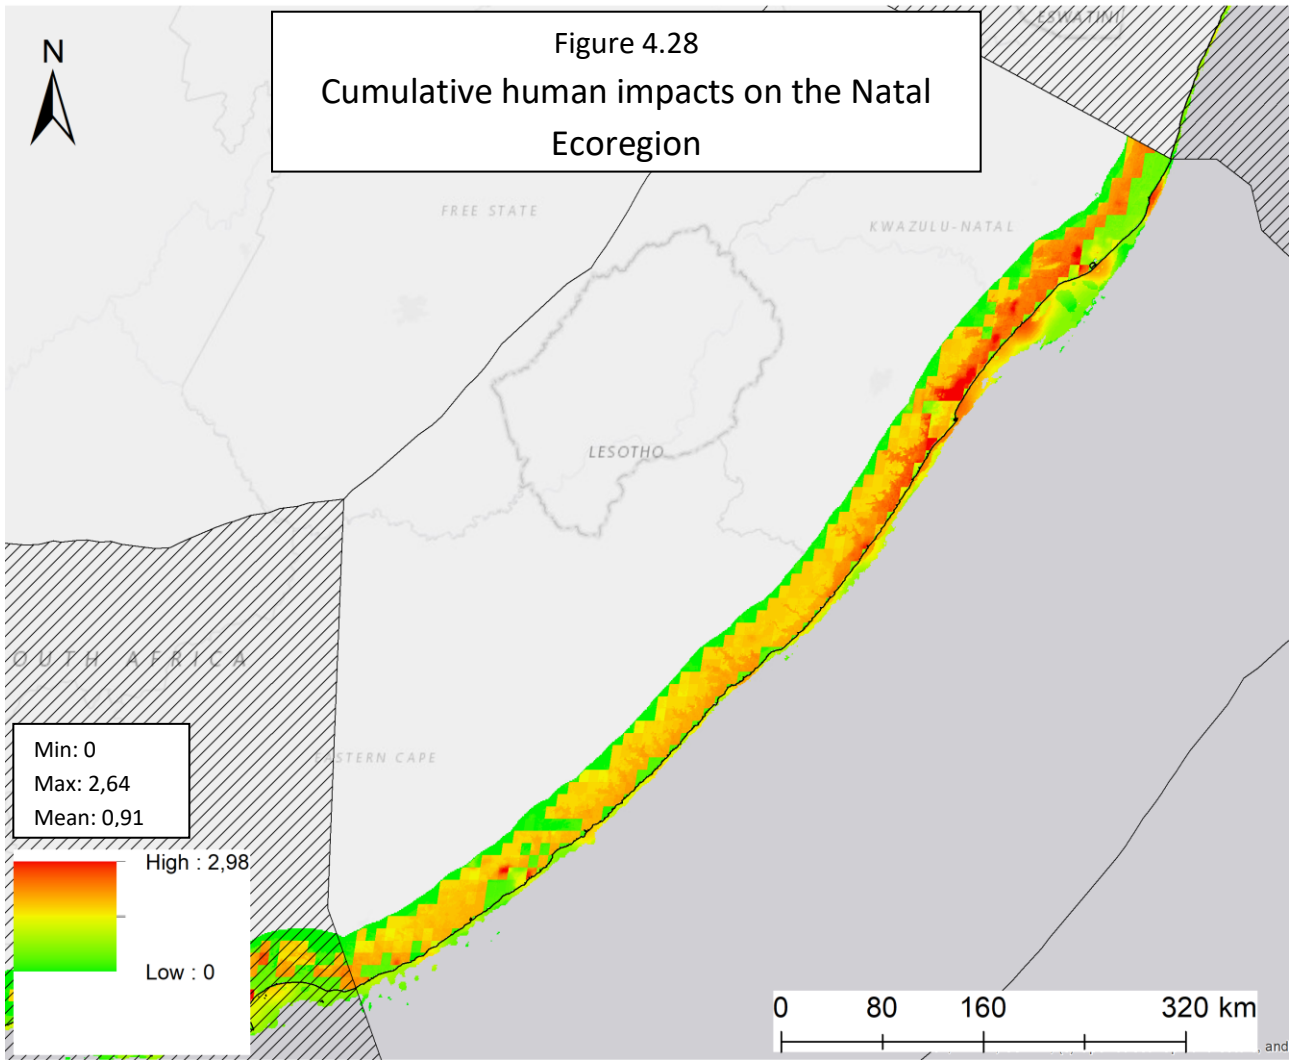 ESWATINI
N
Figure 4.28
Cumulative human impacts on the Natal
Ecoregion
FREE STATE
KWAZULU-NATAL
LESOTHO
OUTH AFRICA
EASTERN CAPE
Min: 0
Max: 2,64
Mean: 0,91
High : 2,98
Low : 0
0 80 160 320 km
, and